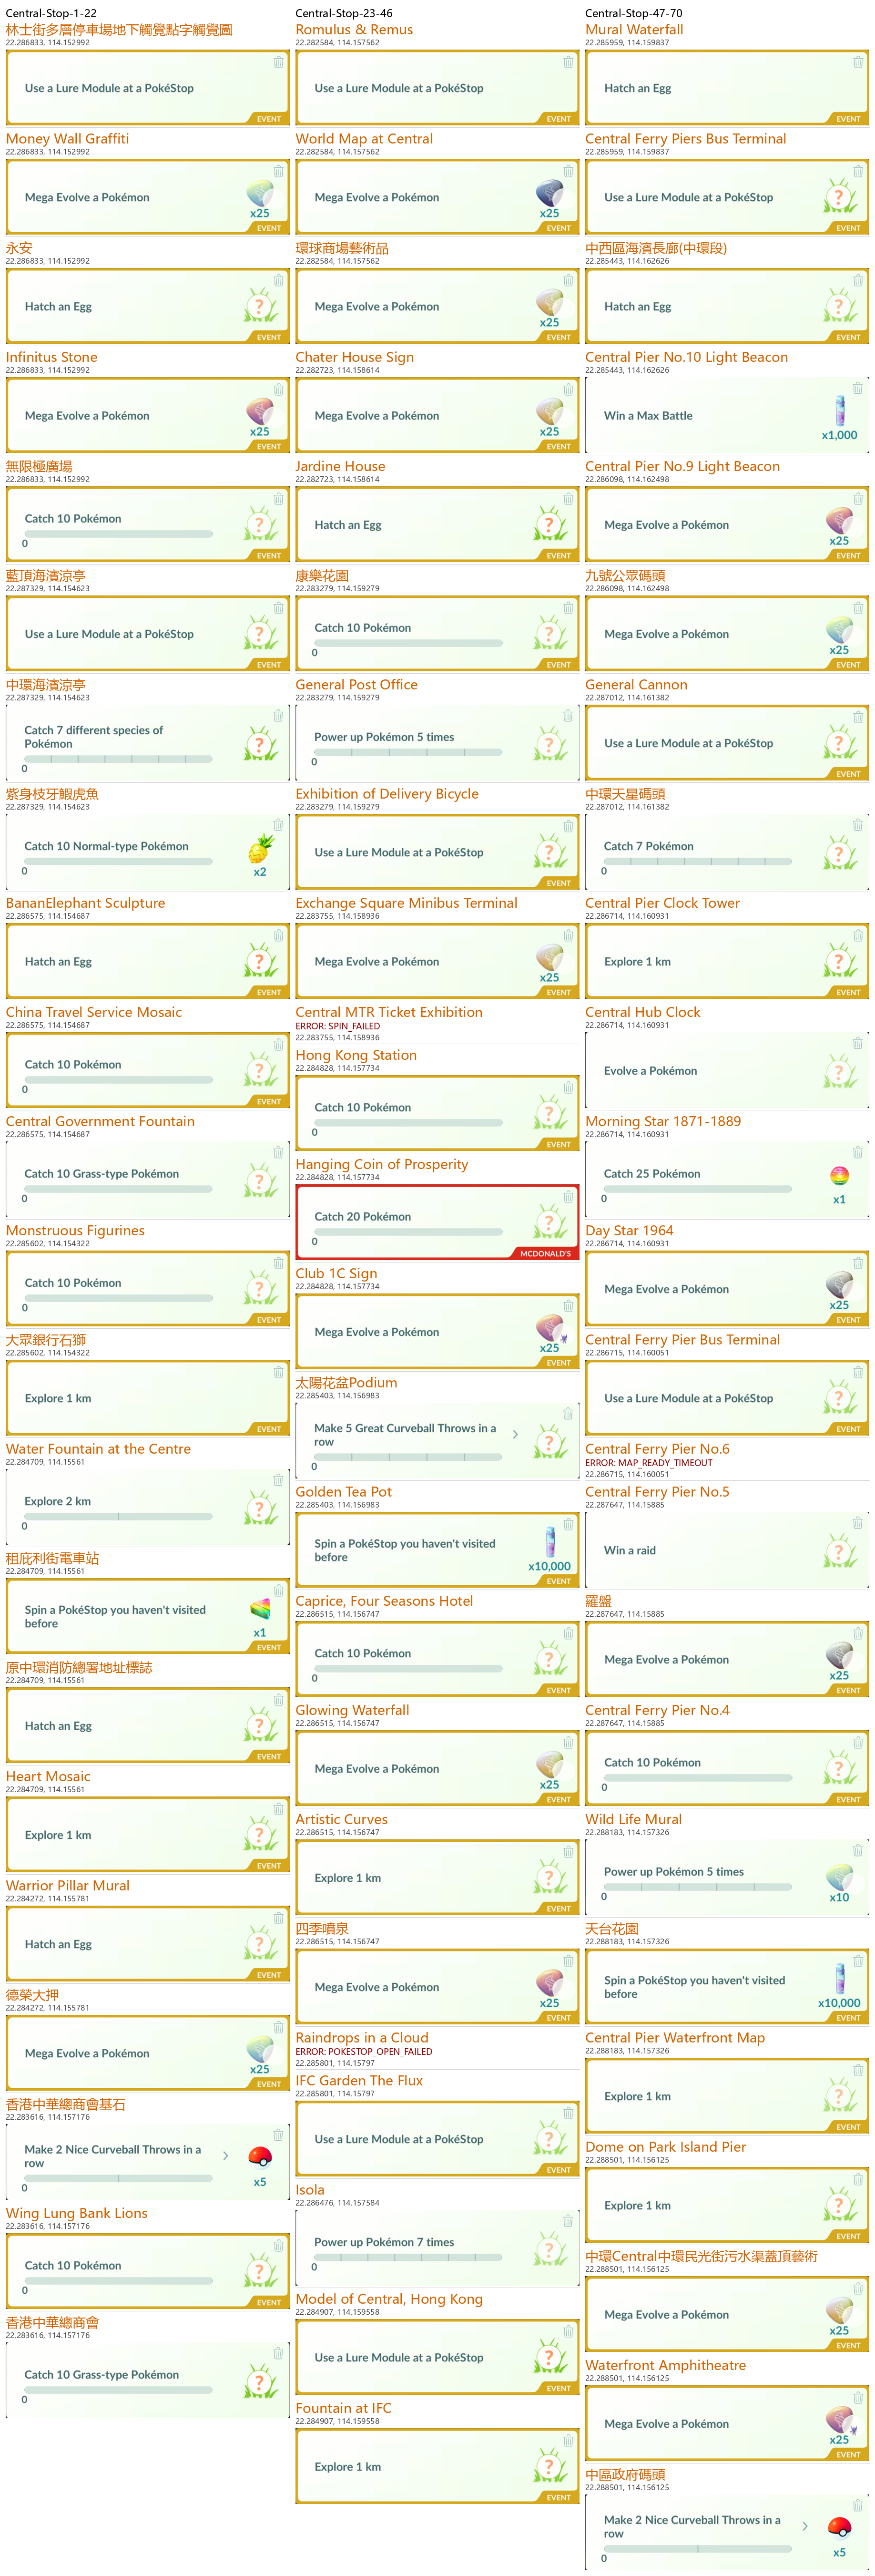 Central-Stop-1-22
林士街多層停車場地下觸覺點字觸覺圖
22.286833, 114.152992
Use a Lure Module at a PokéStop
EVENT
Money Wall Graffiti
22.286833, 114.152992
Mega Evolve a Pokémon
x25
EVENT
永安
22.286833, 114.152992
Hatch an Egg
?
EVENT
Infinitus Stone
22.286833, 114.152992
Mega Evolve a Pokémon
x25
EVENT
無限極廣場
22.286833, 114.152992
Catch 10 Pokémon
0
?
EVENT
藍頂海濱涼亭
22.287329, 114.154623
Use a Lure Module at a PokéStop
?
EVENT
中環海濱涼亭
22.287329, 114.154623
Catch 7 different species of
Pokémon
0
?
紫身枝牙鰕虎魚
22.287329, 114.154623
Catch 10 Normal-type Pokémon
0
x2
BananElephant Sculpture
22.286575, 114.154687
Hatch an Egg
?
EVENT
China Travel Service Mosaic
22.286575, 114.154687
Catch 10 Pokémon
0
?
EVENT
Central Government Fountain
22.286575, 114.154687
Catch 10 Grass-type Pokémon
0
?
Monstruous Figurines
22.285602, 114.154322
Catch 10 Pokémon
0
?
EVENT
大眾銀行石獅
22.285602, 114.154322
Explore 1 km
EVENT
Water Fountain at the Centre
22.284709, 114.15561
Explore 2 km
0
?
租庇利街電車站
22.284709, 114.15561
Spin a PokéStop you haven't visited
before
x1
EVENT
原中環消防總署地址標誌
22.284709, 114.15561
Hatch an Egg
?
EVENT
Heart Mosaic
22.284709, 114.15561
Explore 1 km
?
EVENT
Warrior Pillar Mural
22.284272, 114.155781
Hatch an Egg
?
EVENT
德榮大押
22.284272, 114.155781
Mega Evolve a Pokémon
x25
EVENT
香港中華總商會基石
22.283616, 114.157176
Make 2 Nice Curveball Throws in a
row
0
x5
Wing Lung Bank Lions
22.283616, 114.157176
Catch 10 Pokémon
0
?
EVENT
香港中華總商會
22.283616, 114.157176
Catch 10 Grass-type Pokémon
0
?
Central-Stop-23-46
Romulus & Remus
22.282584, 114.157562
Use a Lure Module at a PokéStop
EVENT
World Map at Central
22.282584, 114.157562
Mega Evolve a Pokémon
x25
EVENT
環球商場藝術品
22.282584, 114.157562
Mega Evolve a Pokémon
x25
EVENT
Chater House Sign
22.282723, 114.158614
Mega Evolve a Pokémon
x25
EVENT
Jardine House
22.282723, 114.158614
Hatch an Egg
?
EVENT
康樂花園
22.283279, 114.159279
Catch 10 Pokémon
0
?
EVENT
General Post Office
22.283279, 114.159279
Power up Pokémon 5 times
0
?
Exhibition of Delivery Bicycle
22.283279, 114.159279
Use a Lure Module at a PokéStop
?
EVENT
Exchange Square Minibus Terminal
22.283755, 114.158936
Mega Evolve a Pokémon
x25
EVENT
Central MTR Ticket Exhibition
ERROR: SPIN_FAILED
22.283755, 114.158936
Hong Kong Station
22.284828, 114.157734
Catch 10 Pokémon
0
?
EVENT
Hanging Coin of Prosperity
22.284828, 114.157734
Catch 20 Pokémon
0
?
MCDONALD'S
Club 1C Sign
22.284828, 114.157734
Mega Evolve a Pokémon
x25
EVENT
太陽花盆Podium
22.285403, 114.156983
Make 5 Great Curveball Throws in a
row
0
?
Golden Tea Pot
22.285403, 114.156983
Spin a PokéStop you haven't visited
before
x10,000
EVENT
Caprice, Four Seasons Hotel
22.286515, 114.156747
Catch 10 Pokémon
0
?
EVENT
Glowing Waterfall
22.286515, 114.156747
Mega Evolve a Pokémon
x25
EVENT
Artistic Curves
22.286515, 114.156747
Explore 1 km
?
EVENT
四季噴泉
22.286515, 114.156747
Mega Evolve a Pokémon
x25
EVENT
Raindrops in a Cloud
ERROR: POKESTOP_OPEN_FAILED
22.285801, 114.15797
IFC Garden The Flux
22.285801, 114.15797
Use a Lure Module at a PokéStop
?
EVENT
Isola
22.286476, 114.157584
Power up Pokémon 7 times
0
?
Model of Central, Hong Kong
22.284907, 114.159558
Use a Lure Module at a PokéStop
?
EVENT
Fountain at IFC
22.284907, 114.159558
Explore 1 km
?
EVENT
Central-Stop-47-70
Mural Waterfall
22.285959, 114.159837
Hatch an Egg
EVENT
Central Ferry Piers Bus Terminal
22.285959, 114.159837
Use a Lure Module at a PokéStop
?
EVENT
中西區海濱長廊(中環段)
22.285443, 114.162626
Hatch an Egg
?
EVENT
Central Pier No.10 Light Beacon
22.285443, 114.162626
Win a Max Battle
x1,000
Central Pier No.9 Light Beacon
22.286098, 114.162498
Mega Evolve a Pokémon
x25
EVENT
九號公眾碼頭
22.286098, 114.162498
Mega Evolve a Pokémon
x25
EVENT
General Cannon
22.287012, 114.161382
Use a Lure Module at a PokéStop
?
EVENT
中環天星碼頭
22.287012, 114.161382
Catch 7 Pokémon
0
?
Central Pier Clock Tower
22.286714, 114.160931
Explore 1 km
?
EVENT
Central Hub Clock
22.286714, 114.160931
Evolve a Pokémon
?
Morning Star 1871-1889
22.286714, 114.160931
Catch 25 Pokémon
0
x1
Day Star 1964
22.286714, 114.160931
Mega Evolve a Pokémon
x25
EVENT
Central Ferry Pier Bus Terminal
22.286715, 114.160051
Use a Lure Module at a PokéStop
?
EVENT
Central Ferry Pier No.6
ERROR: MAP_READY_TIMEOUT
22.286715, 114.160051
Central Ferry Pier No.5
22.287647, 114.15885
Win a raid
?
羅盤
22.287647, 114.15885
Mega Evolve a Pokémon
x25
EVENT
Central Ferry Pier No.4
22.287647, 114.15885
Catch 10 Pokémon
0
?
EVENT
Wild Life Mural
22.288183, 114.157326
Power up Pokémon 5 times
0
x10
天台花園
22.288183, 114.157326
Spin a PokéStop you haven't visited
before
x10,000
EVENT
Central Pier Waterfront Map
22.288183, 114.157326
Explore 1 km
?
EVENT
Dome on Park Island Pier
22.288501, 114.156125
Explore 1 km
?
EVENT
中環Central中環民光街污水渠蓋頂藝術
22.288501, 114.156125
Mega Evolve a Pokémon
x25
EVENT
Waterfront Amphitheatre
22.288501, 114.156125
Mega Evolve a Pokémon
x25
EVENT
中區政府碼頭
22.288501, 114.156125
Make 2 Nice Curveball Throws in a
row
0
x5